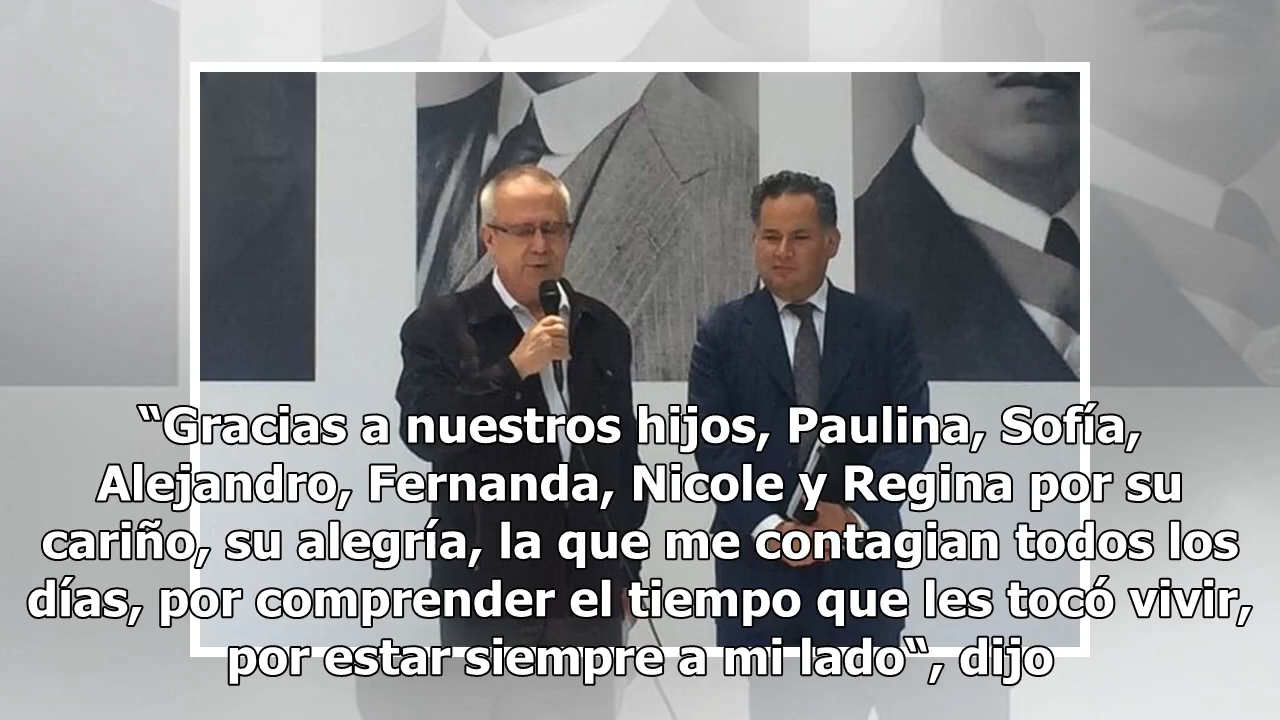 “Gracias a nuestros hijos, Paulina, Sofía,
Alejandro, Fernanda, Nicole y Regina por su
cariño, su alegría, la que me contagian todos los
días, por comprender el tiempo que les tocó vivir,
por estar siempre a mi lado“, dijo